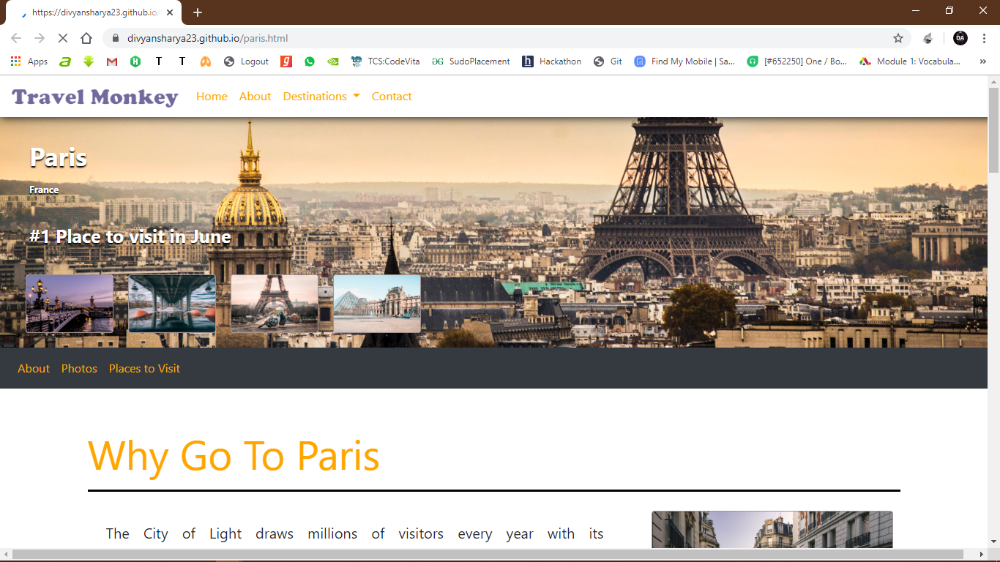 https://divyansharya23.github.io/
divyansharya23.github.io/paris.html
DA
Apps
Logout
TCS:CodeVita
SudoPlacement
Hackathon
Git
Find My Mobile | Sa...
[#652250] One / Bo...
Module 1: Vocabula...
Travel Monkey
Home About Destinations Contact
Paris
France
#1 Place to visit in June
About Photos Places to Visit
Why Go To Paris
The City of Light draws millions of visitors every year with its